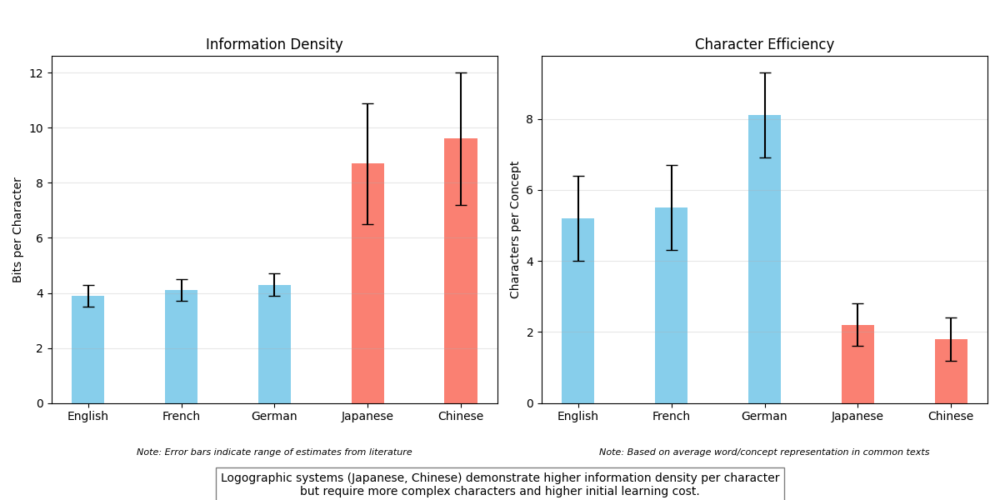 Information Density
Bits per Character
12
10
8
6
4
2
0
English French German Japanese Chinese
Note: Error bars indicate range of estimates from literature
Character Efficiency
Characters per Concept
8
6
4
2
0
English French German Japanese Chinese
Note: Based on average word/concept representation in common texts
Logographic systems (Japanese, Chinese) demonstrate higher information density per character
but require more complex characters and higher initial learning cost.